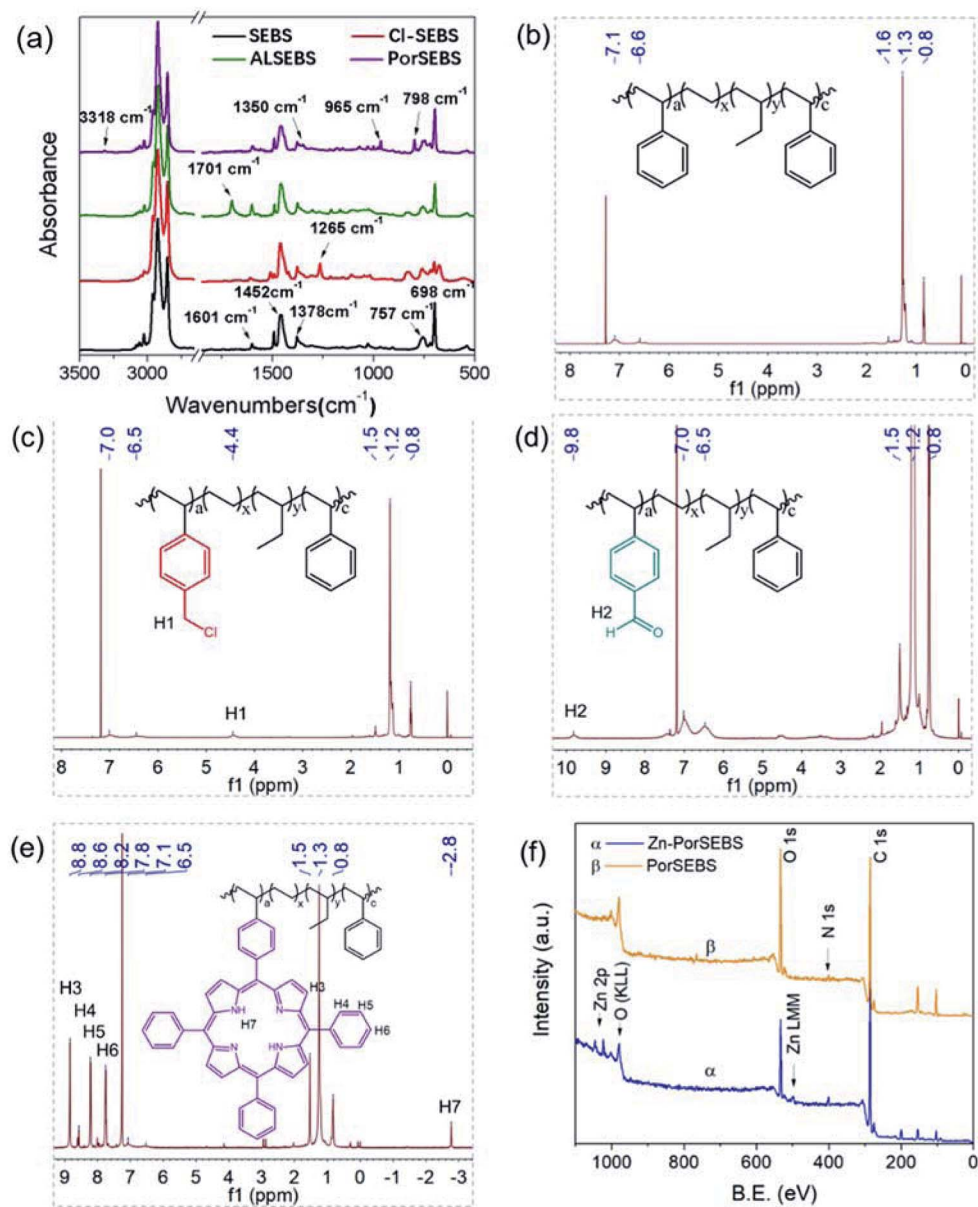 (a)
SEBS
Cl-SEBS
ALSEBS
PorSEBS
3318 cm⁻¹
1350 cm⁻¹
965 cm⁻¹
798 cm⁻¹
1701 cm⁻¹
1265 cm⁻¹
1452cm⁻¹
698 cm⁻¹
1601 cm⁻¹
1378cm⁻¹
757 cm⁻¹
Absorbance
3500 3000 1500 1000 500
Wavenumbers(cm⁻¹)
(b)
7.1 6.6 1.6 1.3 0.8
a x y c
8 7 6 5 4 3 2 1 0
f1 (ppm)
(c)
7.0 6.5 4.4 1.5 1.2 0.8
a x y c
H1
Cl
H1
8 7 6 5 4 3 2 1 0
f1 (ppm)
(d)
9.8 7.0 6.5 1.5 1.2 0.8
a x y c
H2
H O
H2
10 9 8 7 6 5 4 3 2 1 0
f1 (ppm)
(e)
8.8 8.6 8.2 7.8 7.1 6.5 1.5 1.3 0.8 -2.8
a x y c
H3
H4
H5
H6
H3
H4 H5
H6
NH N
H7
N HN
H7
9 8 7 6 5 4 3 2 1 0 -1 -2 -3
f1 (ppm)
(f)
α Zn-PorSEBS
β PorSEBS
O 1s
C 1s
N 1s
β
Zn 2p
O (KLL)
Zn LMM
α
Intensity (a.u.)
1000 800 600 400 200 0
B.E. (eV)